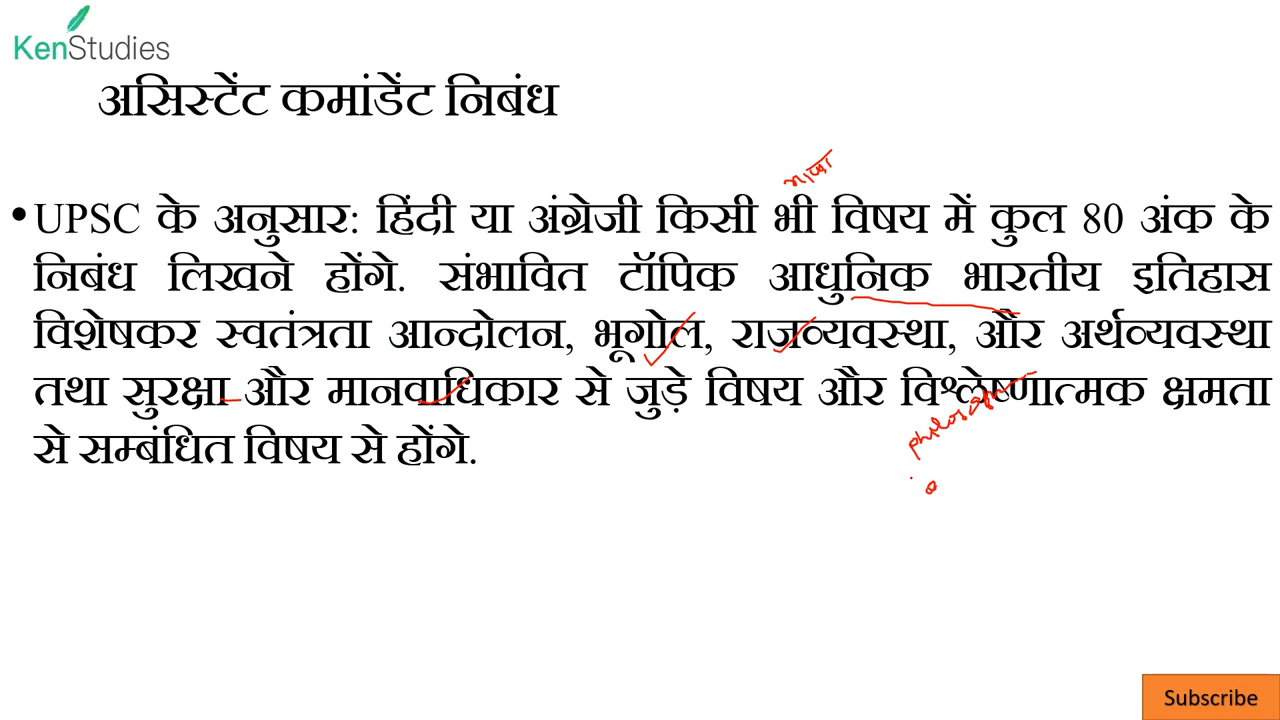 KenStudies
असिस्टेंट कमांडेंट निबंध
भाषा
• UPSC के अनुसार: हिंदी या अंग्रेजी किसी भी विषय में कुल 80 अंक के
निबंध लिखने होंगे. संभावित टॉपिक आधुनिक भारतीय इतिहास
विशेषकर स्वतंत्रता आन्दोलन, भूगोल, राजव्यवस्था, और अर्थव्यवस्था
तथा सुरक्षा और मानवाधिकार से जुड़े विषय और विश्लेष्णात्मक क्षमता
से सम्बंधित विषय से होंगे.
Subscribe